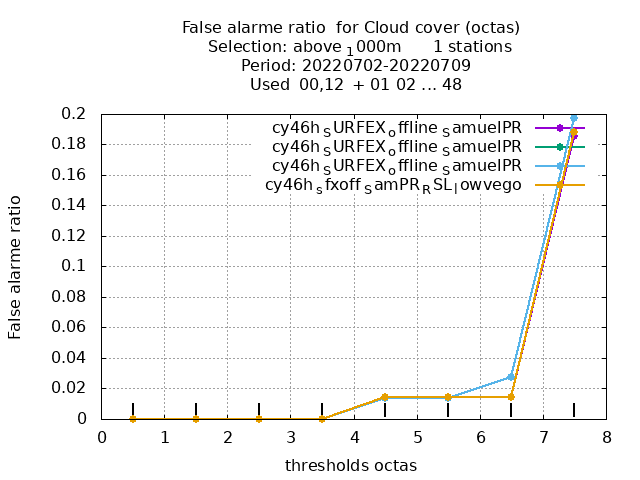 False alarme ratio  for Cloud cover (octas)
Selection: above 1000m      1 stations
Period: 20220702-20220709
Used  00,12  + 01 02 ... 48
cy46h SURFEX offline SamuelPR
cy46h SURFEX offline SamuelPR
cy46h SURFEX offline SamuelPR
cy46h sfxoff SamPR RSL lowvego
False alarme ratio
0.2
0.18
0.16
0.14
0.12
0.1
0.08
0.06
0.04
0.02
0
0 1 2 3 4 5 6 7 8
thresholds octas